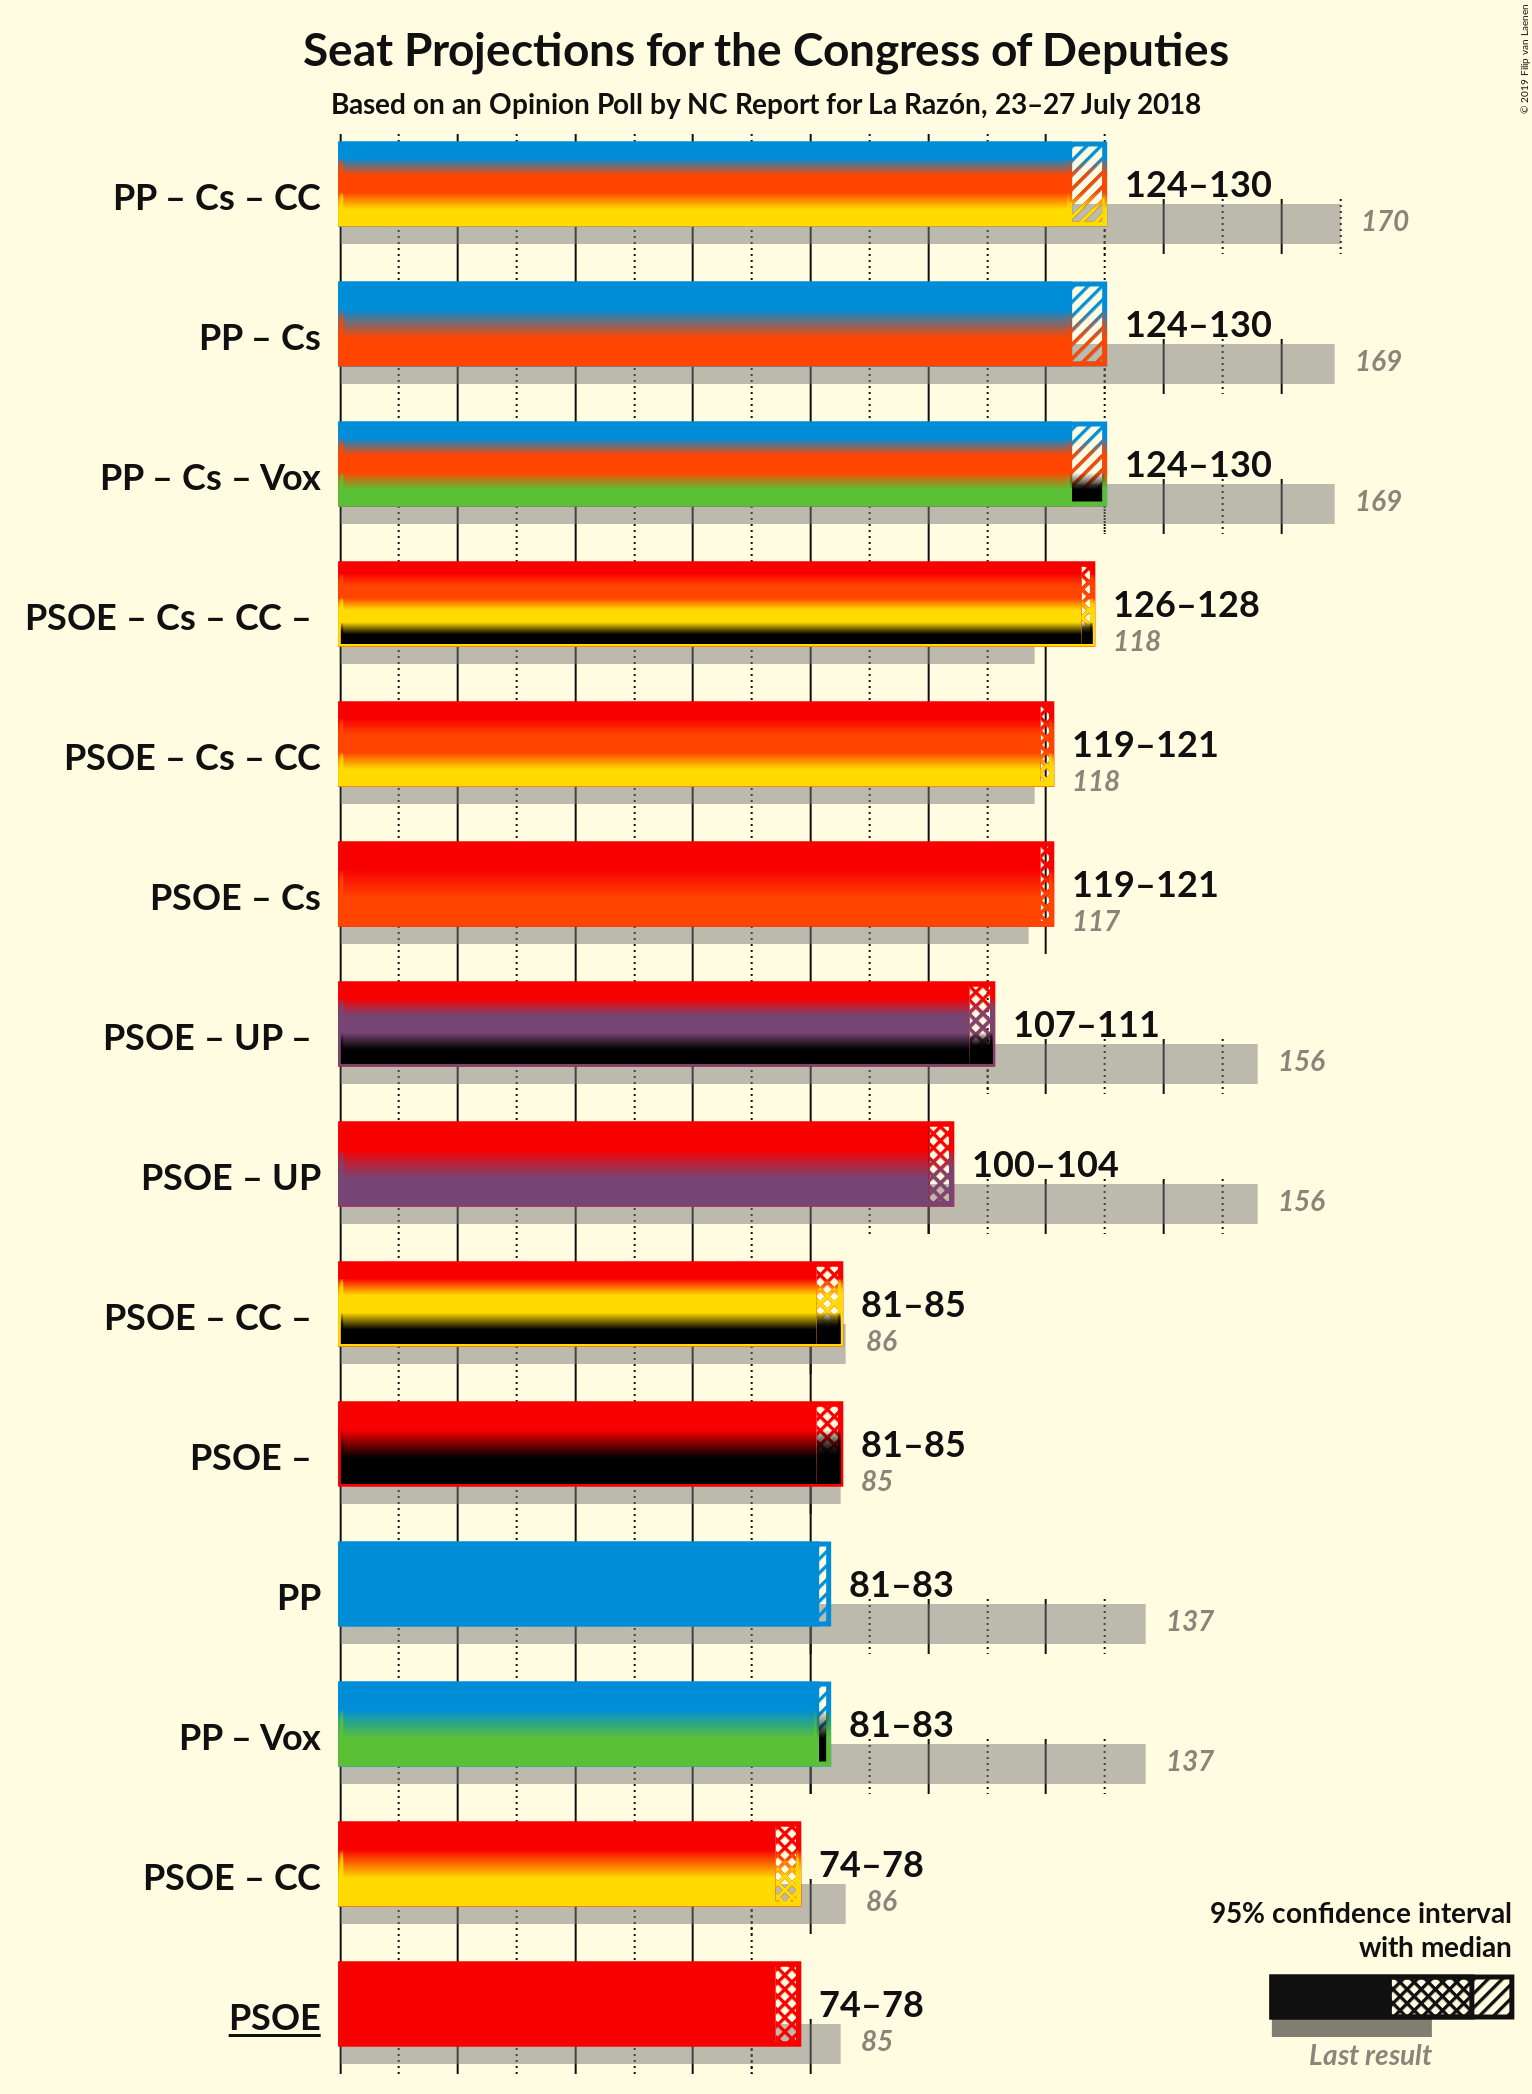 Seat Projections for the Congress of Deputies
Based on an Opinion Poll by NC Report for La Razón, 23–27 July 2018
© 2019 Filip van Laenen
PP – Cs – CC
124–130
170
PP – Cs
124–130
169
PP – Cs – Vox
124–130
169
PSOE – Cs – CC –
126–128
118
PSOE – Cs – CC
119–121
118
PSOE – Cs
119–121
117
PSOE – UP –
107–111
156
PSOE – UP
100–104
156
PSOE – CC –
81–85
86
PSOE –
81–85
85
PP
81–83
137
PP – Vox
81–83
137
PSOE – CC
74–78
86
PSOE
74–78
85
95% confidence interval
with median
Last result